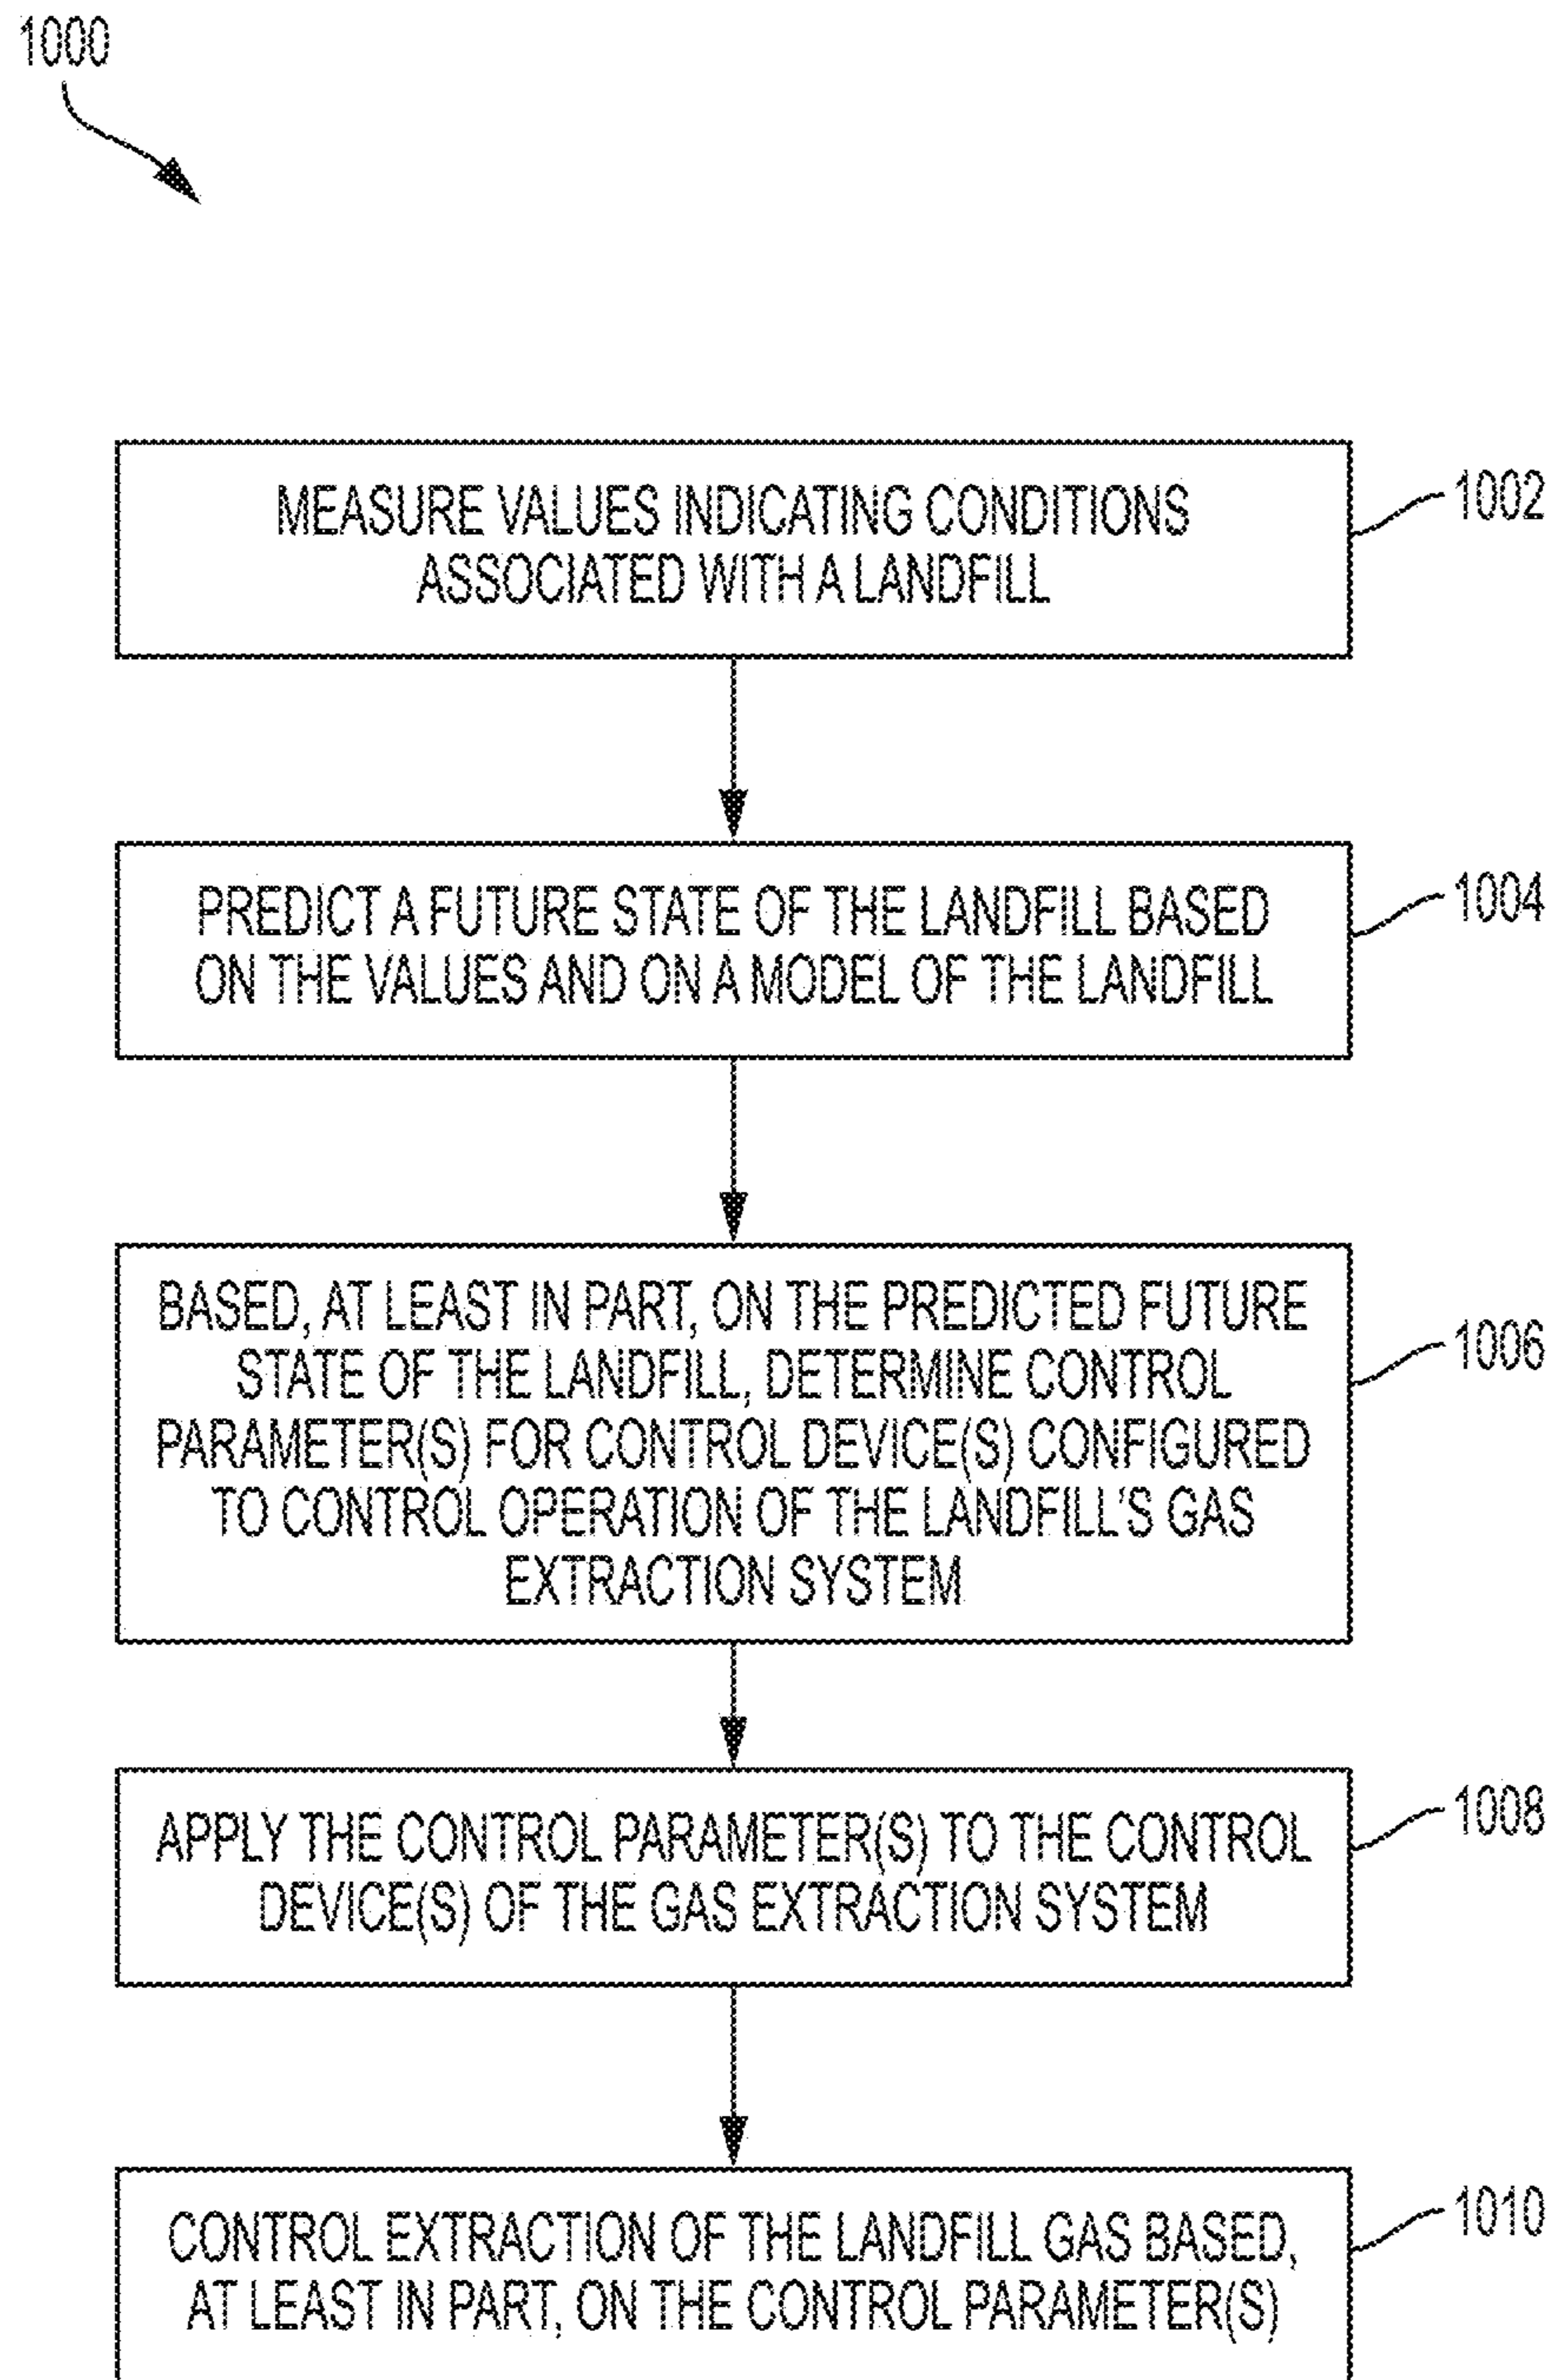 1000
MEASURE VALUES INDICATING CONDITIONS
ASSOCIATED WITH A LANDFILL
1002
PREDICT A FUTURE STATE OF THE LANDFILL BASED
ON THE VALUES AND ON A MODEL OF THE LANDFILL
1004
BASED, AT LEAST IN PART, ON THE PREDICTED FUTURE
STATE OF THE LANDFILL, DETERMINE CONTROL
PARAMETER(S) FOR CONTROL DEVICE(S) CONFIGURED
TO CONTROL OPERATION OF THE LANDFILL'S GAS
EXTRACTION SYSTEM
1006
APPLY THE CONTROL PARAMETER(S) TO THE CONTROL
DEVICE(S) OF THE GAS EXTRACTION SYSTEM
1008
CONTROL EXTRACTION OF THE LANDFILL GAS BASED,
AT LEAST IN PART, ON THE CONTROL PARAMETER(S)
1010